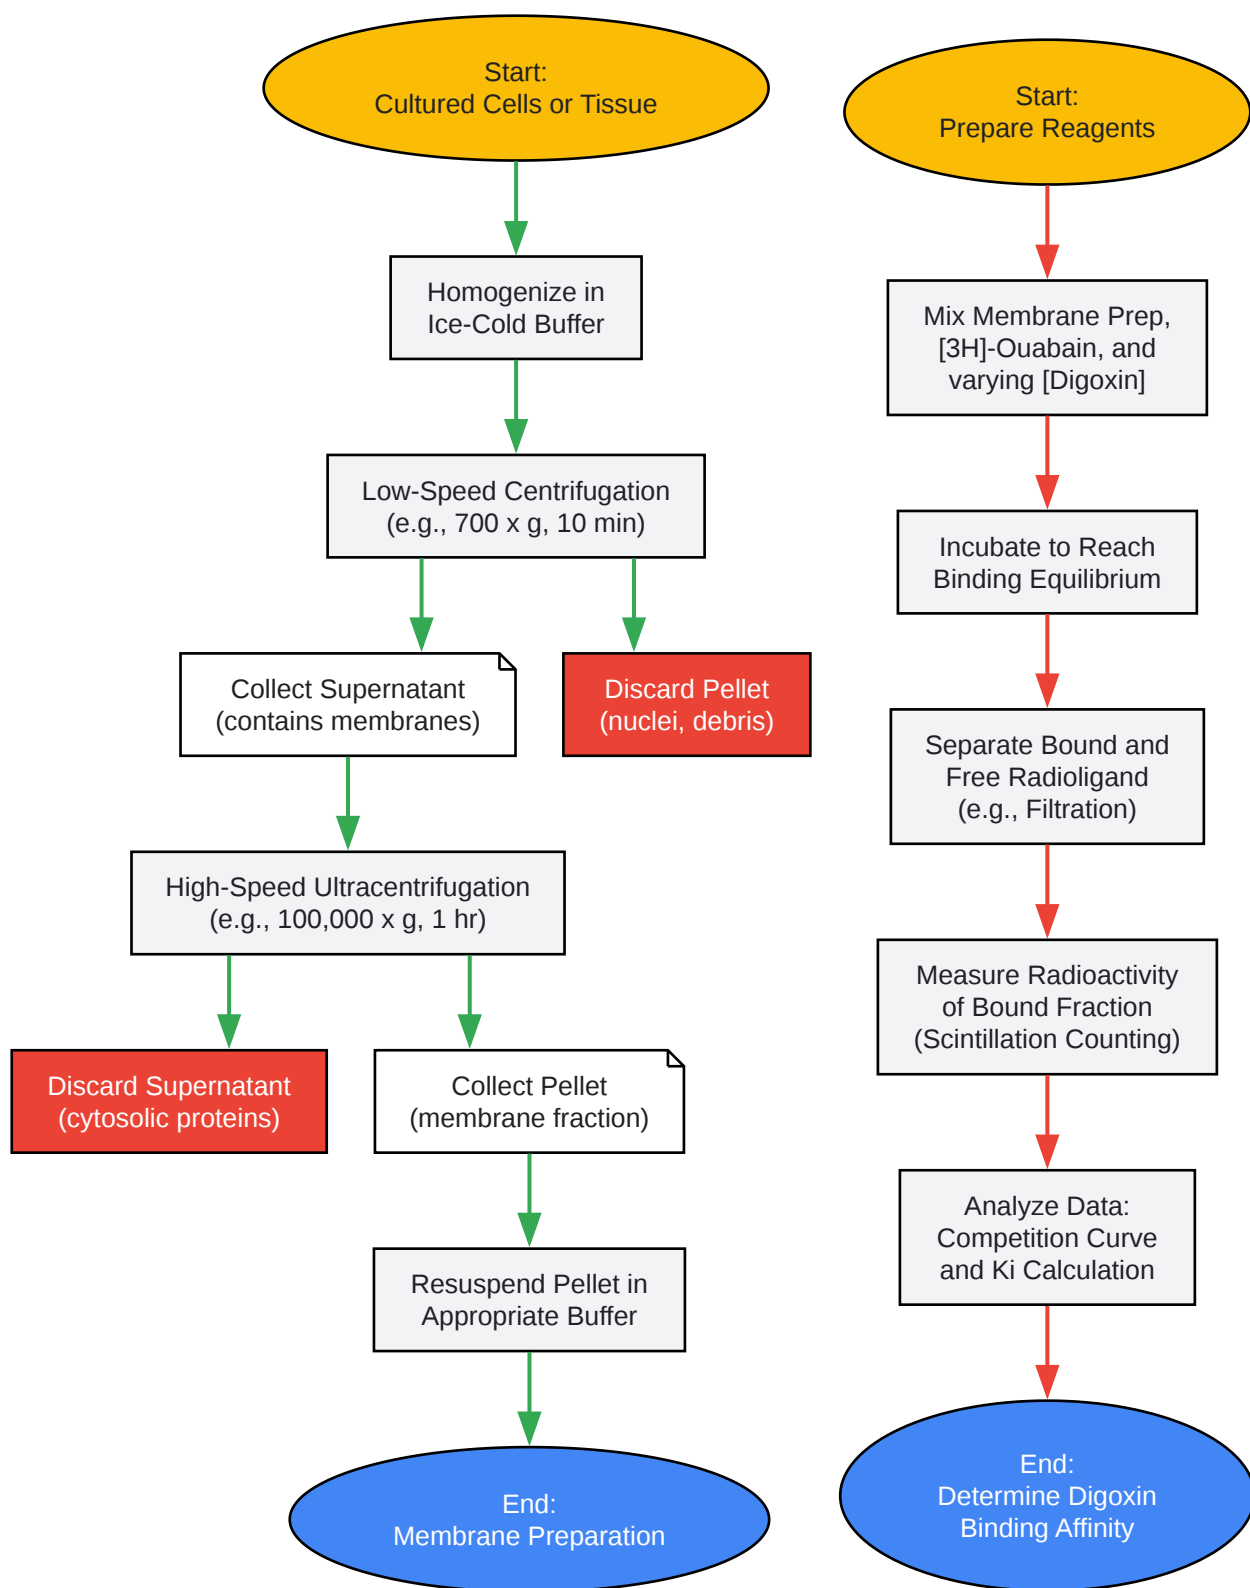 Start:
Cultured Cells or Tissue
Homogenize in
Ice-Cold Buffer
Low-Speed Centrifugation
(e.g., 700 x g, 10 min)
Collect Supernatant
(contains membranes)
Discard Pellet
(nuclei, debris)
High-Speed Ultracentrifugation
(e.g., 100,000 x g, 1 hr)
Discard Supernatant
(cytosolic proteins)
Collect Pellet
(membrane fraction)
Resuspend Pellet in
Appropriate Buffer
End:
Membrane Preparation
Start:
Prepare Reagents
Mix Membrane Prep,
[3H]-Ouabain, and
varying [Digoxin]
Incubate to Reach
Binding Equilibrium
Separate Bound and
Free Radioligand
(e.g., Filtration)
Measure Radioactivity
of Bound Fraction
(Scintillation Counting)
Analyze Data:
Competition Curve
and Ki Calculation
End:
Determine Digoxin
Binding Affinity